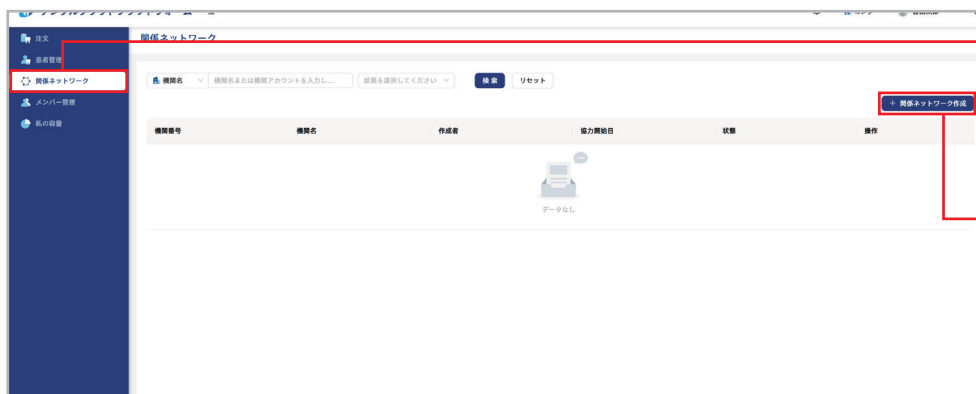 注文
関係ネットワーク
患者管理
関係ネットワーク
メンバー管理
私の容量
機関名
機関名または機関アカウントを入力し...
状態を選択してください
検索
リセット
+ 関係ネットワーク作成
機関番号 機関名 作成者 協力開始日 状態 操作
データなし